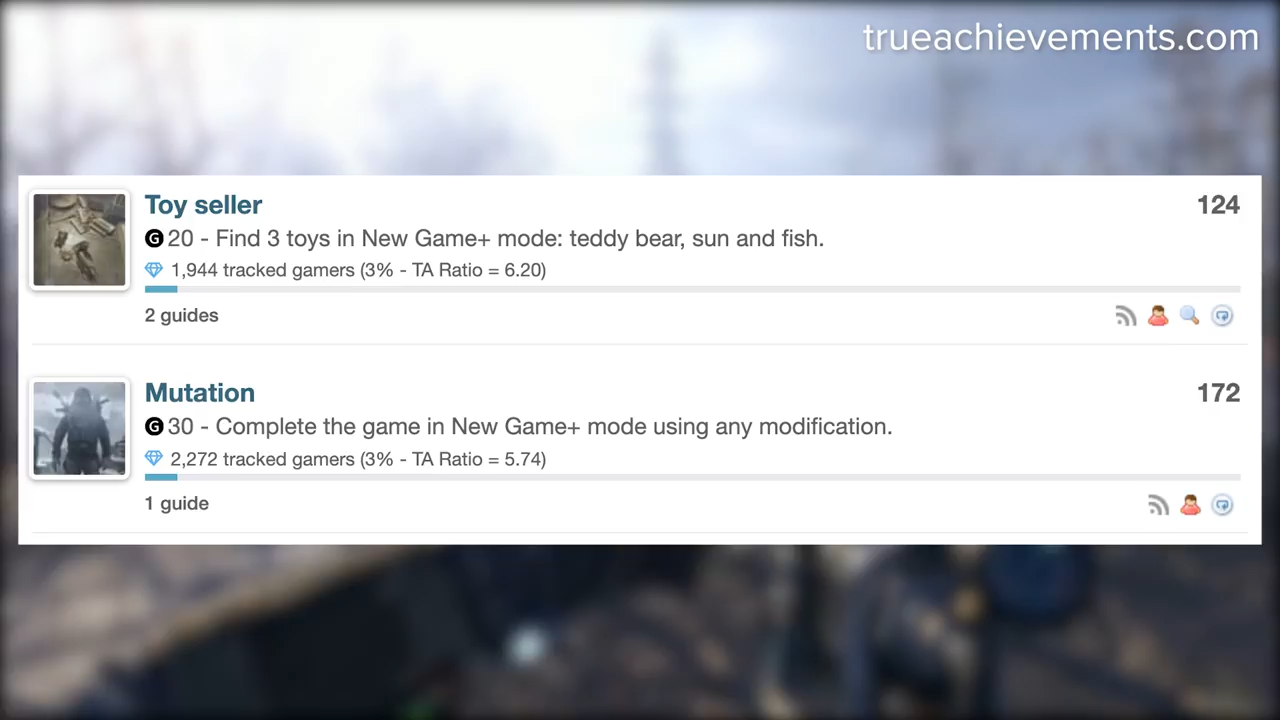 trueachievements.com
Toy seller
124
G 20 - Find 3 toys in New Game+ mode: teddy bear, sun and fish.
1,944 tracked gamers (3% - TA Ratio = 6.20)
2 guides
Mutation
172
G 30 - Complete the game in New Game+ mode using any modification.
2,272 tracked gamers (3% - TA Ratio = 5.74)
1 guide